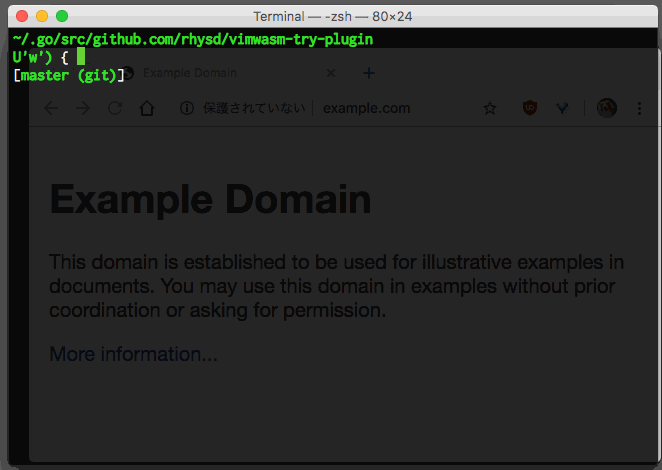 Terminal — -zsh — 80×24
~/.go/src/github.com/rhysd/vimwasm-try-plugin
U'w') {
[master (git)]
Example Domain
保護されていない example.com
Example Domain
This domain is established to be used for illustrative examples in
documents. You may use this domain in examples without prior
coordination or asking for permission.
More information...